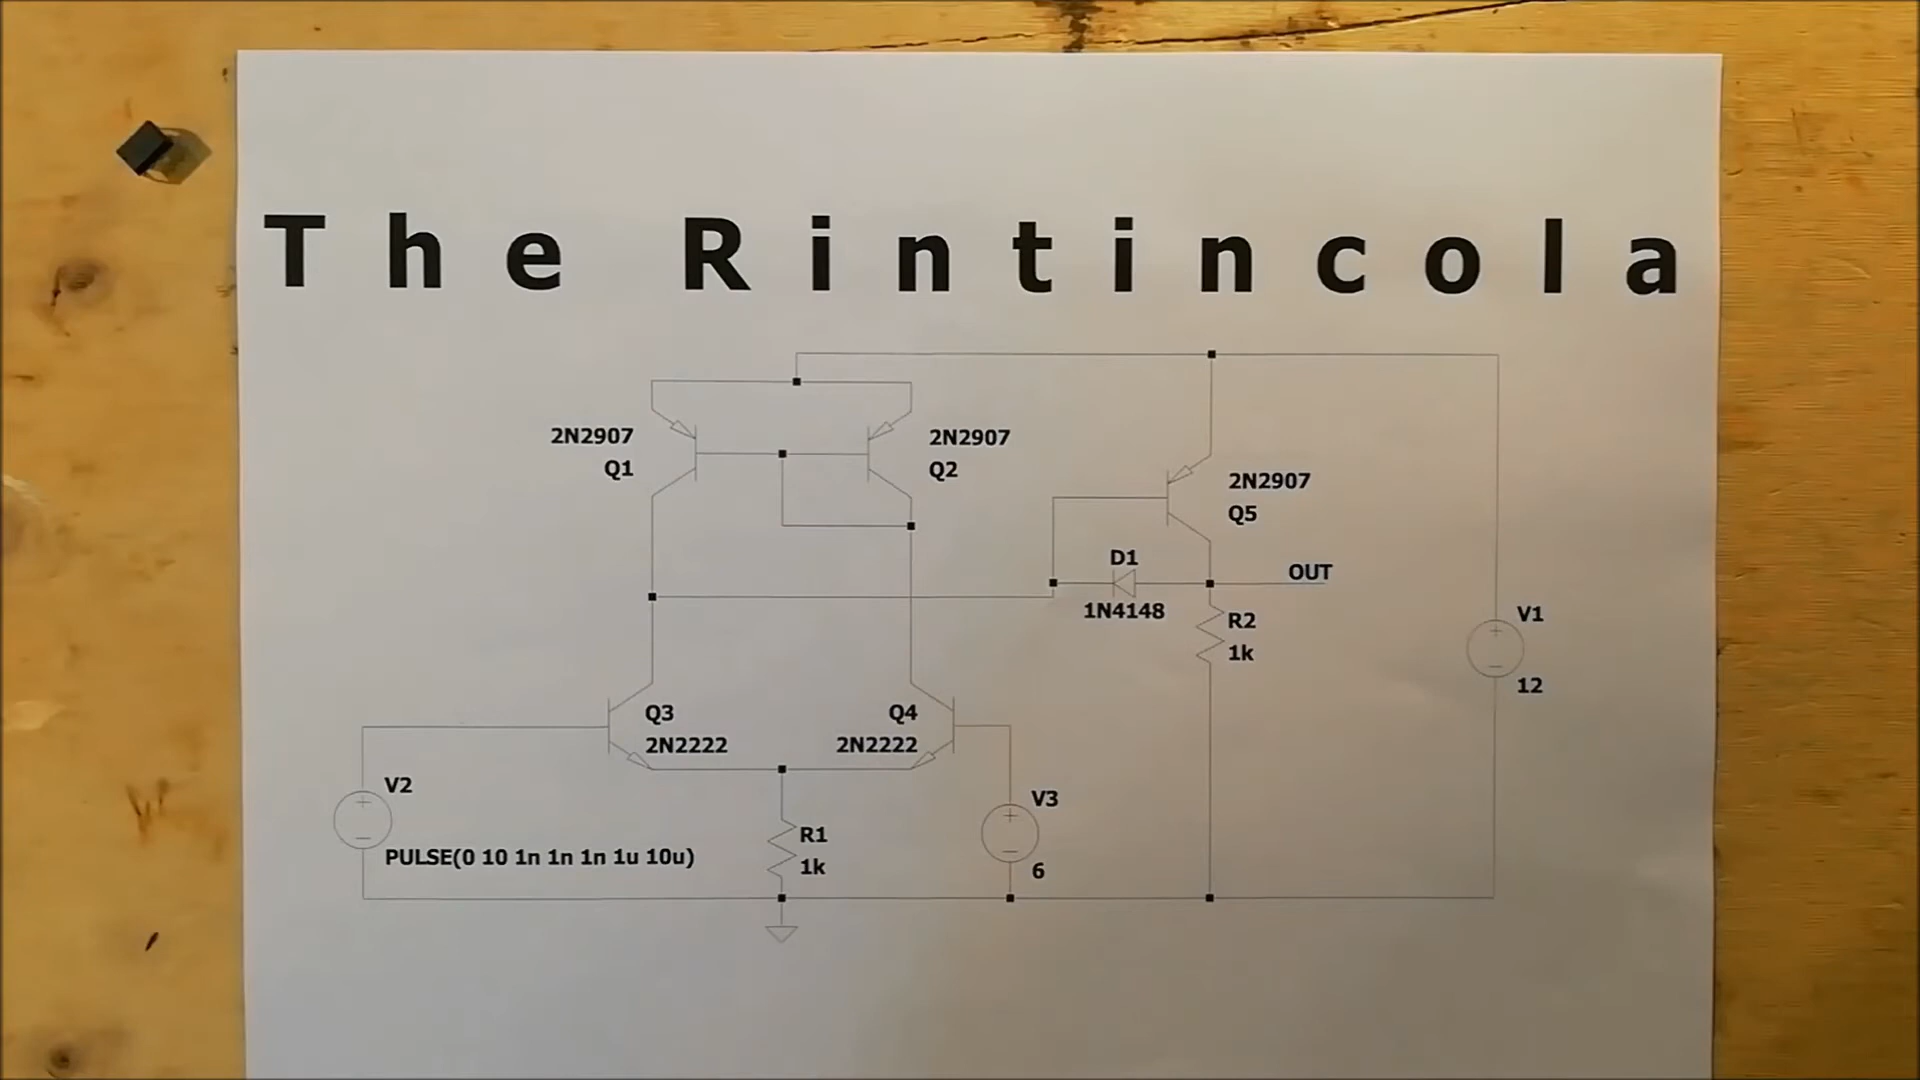 The Rintincola
2N2907
Q1
2N2907
Q2
2N2907
Q5
D1
1N4148
OUT
R2
1k
V1
12
Q3
2N2222
Q4
2N2222
V2
PULSE(0 10 1n 1n 1n 1u 10u)
R1
1k
V3
6